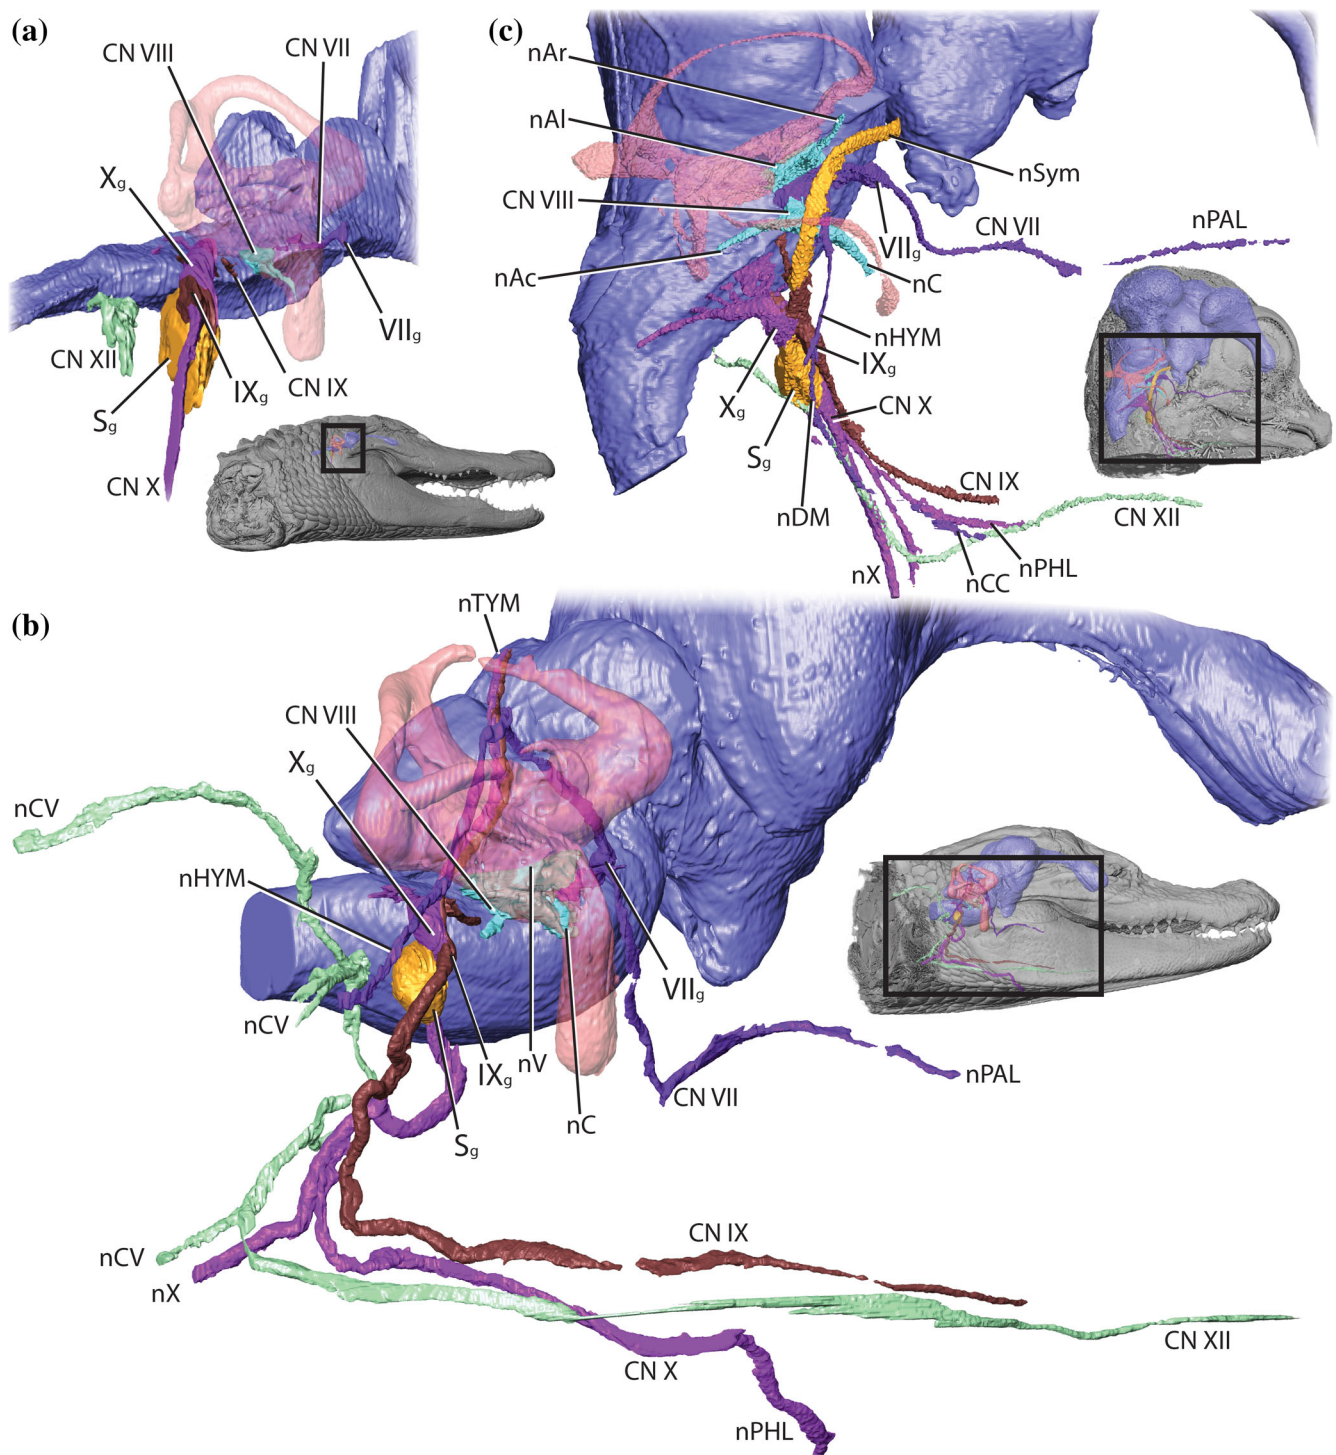 (a)
CN VIII
CN VII
Xg
VIIg
CN XII
IXg
CN IX
Sg
CN X
(c)
nAr
nAl
nSym
CN VIII
CN VII
nPAL
VIIg
nAc
nC
nHYM
IXg
Xg
CN X
Sg
CN IX
nDM
CN XII
nPHL
nX
nCC
(b)
nTYM
CN VIII
Xg
nCV
nHYM
VIIg
nCV
nV
IXg
nPAL
CN VII
nC
Sg
CN IX
nCV
nX
CN XII
CN X
nPHL